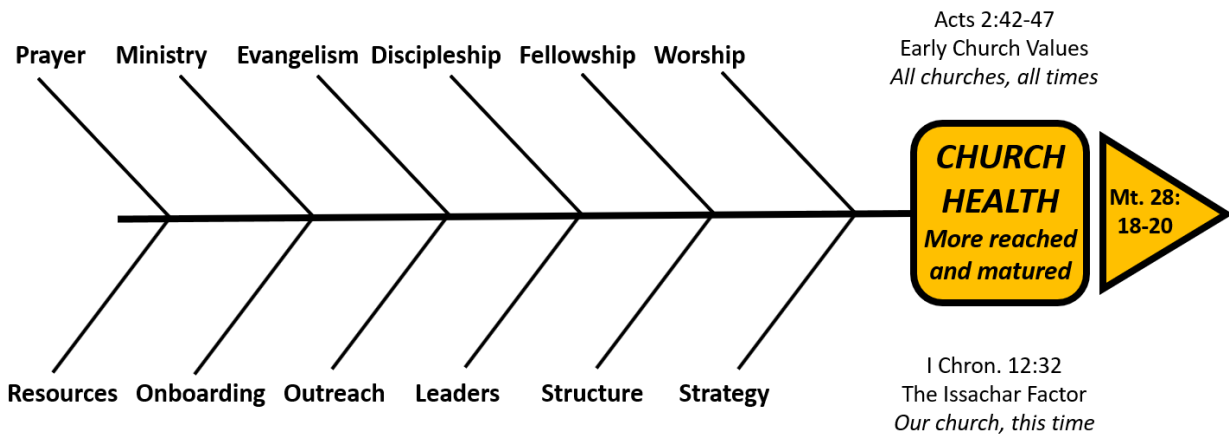 Prayer Ministry Evangelism Discipleship Fellowship Worship
Acts 2:42-47
Early Church Values
All churches, all times
CHURCH
HEALTH
More reached
and matured
Mt. 28:
18-20
Resources Onboarding Outreach Leaders Structure Strategy
I Chron. 12:32
The Issachar Factor
Our church, this time